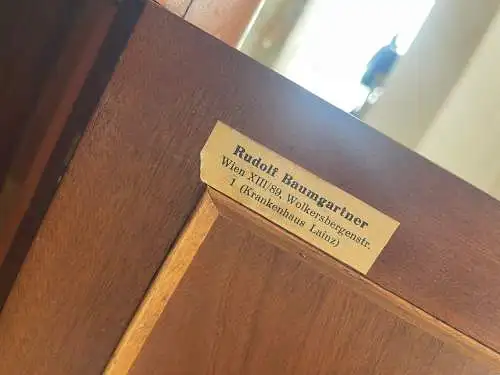 Rudolf Baumgartner
Wien XIII/89, Wolkersbergenstr.
1 (Krankenhaus Lainz)